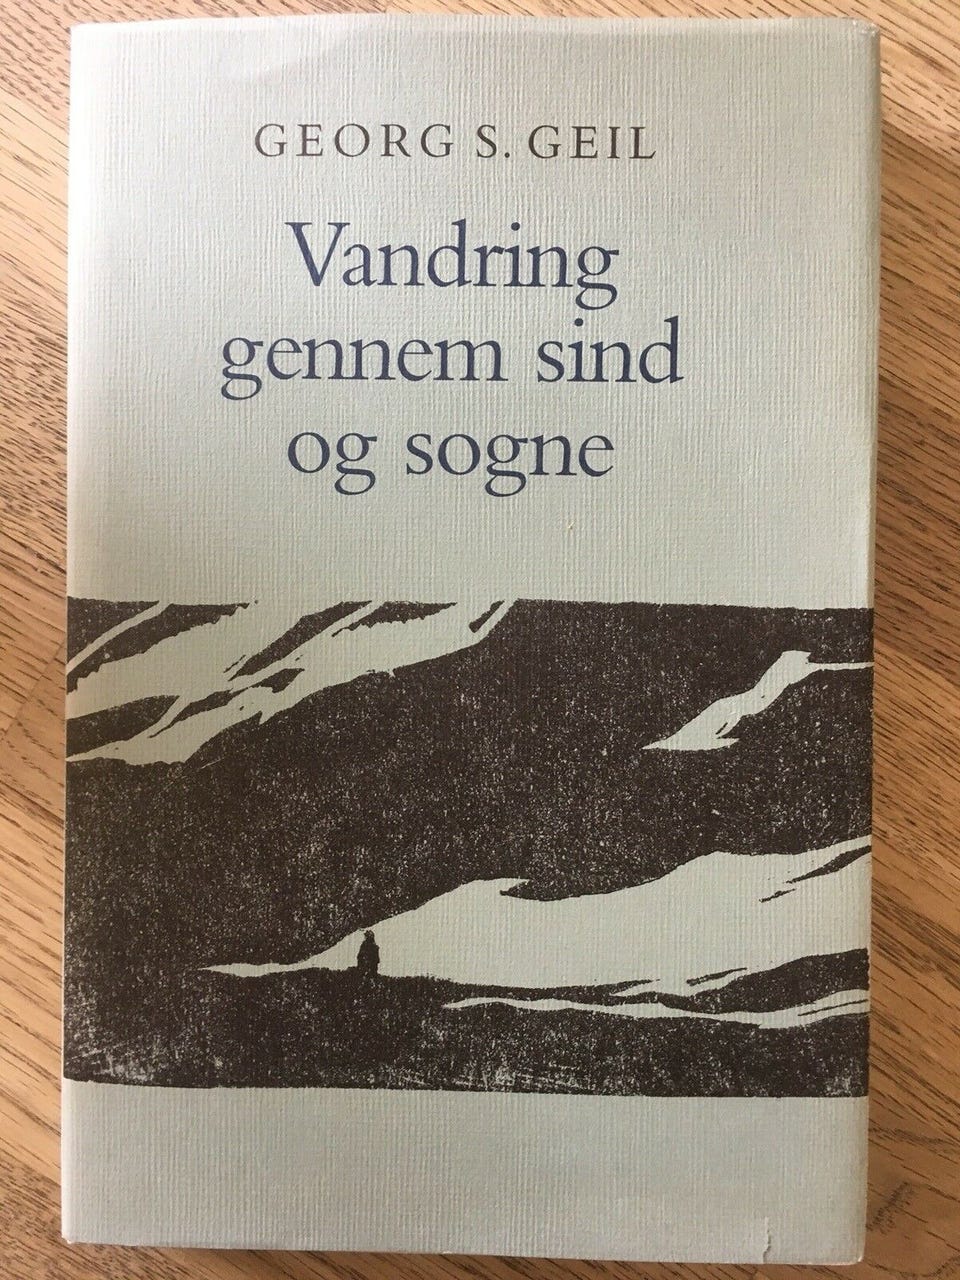 GEORG S. GEIL
Vandring
gennem sind
og sogne